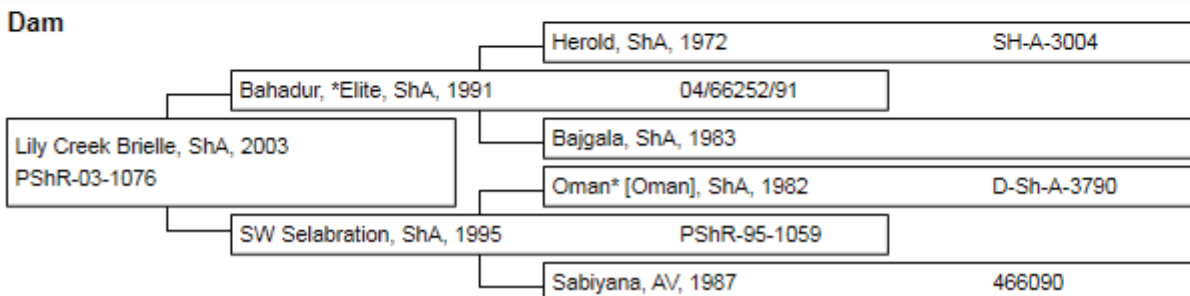 Dam
Herold, ShA, 1972 SH-A-3004
Bahadur, *Elite, ShA, 1991 04/66252/91
Bajgala, ShA, 1983
Lily Creek Brielle, ShA, 2003
PShR-03-1076
Oman* [Oman], ShA, 1982 D-Sh-A-3790
SW Selabration, ShA, 1995 PShR-95-1059
Sabiyana, AV, 1987 466090